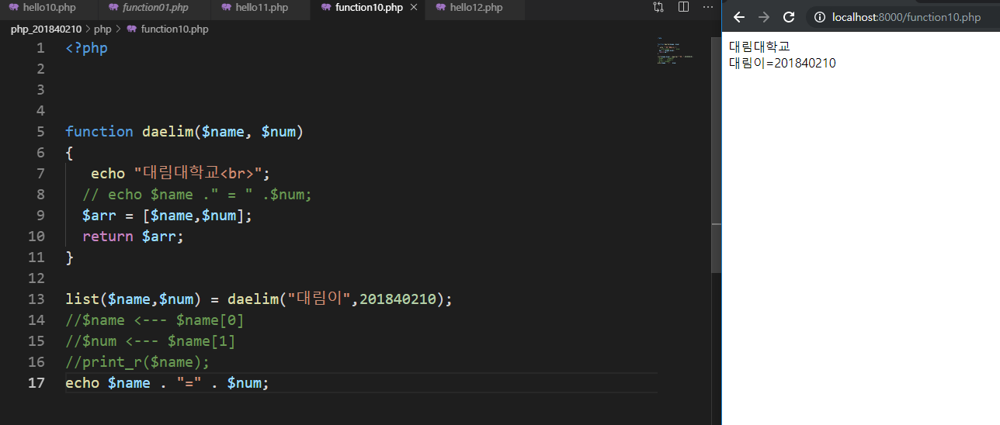 hello10.php function01.php hello11.php function10.php hello12.php
localhost:8000/function10.php
php_201840210 > php > function10.php
1 <?php
2
3
4
5 function daelim($name, $num)
6 {
7 echo "대림대학교<br>";
8 // echo $name ." = " .$num;
9 $arr = [$name,$num];
10 return $arr;
11 }
12
13 list($name,$num) = daelim("대림이",201840210);
14 //$name <--- $name[0]
15 //$num <--- $name[1]
16 //print_r($name);
17 echo $name . "=" . $num;
대림대학교
대림이=201840210